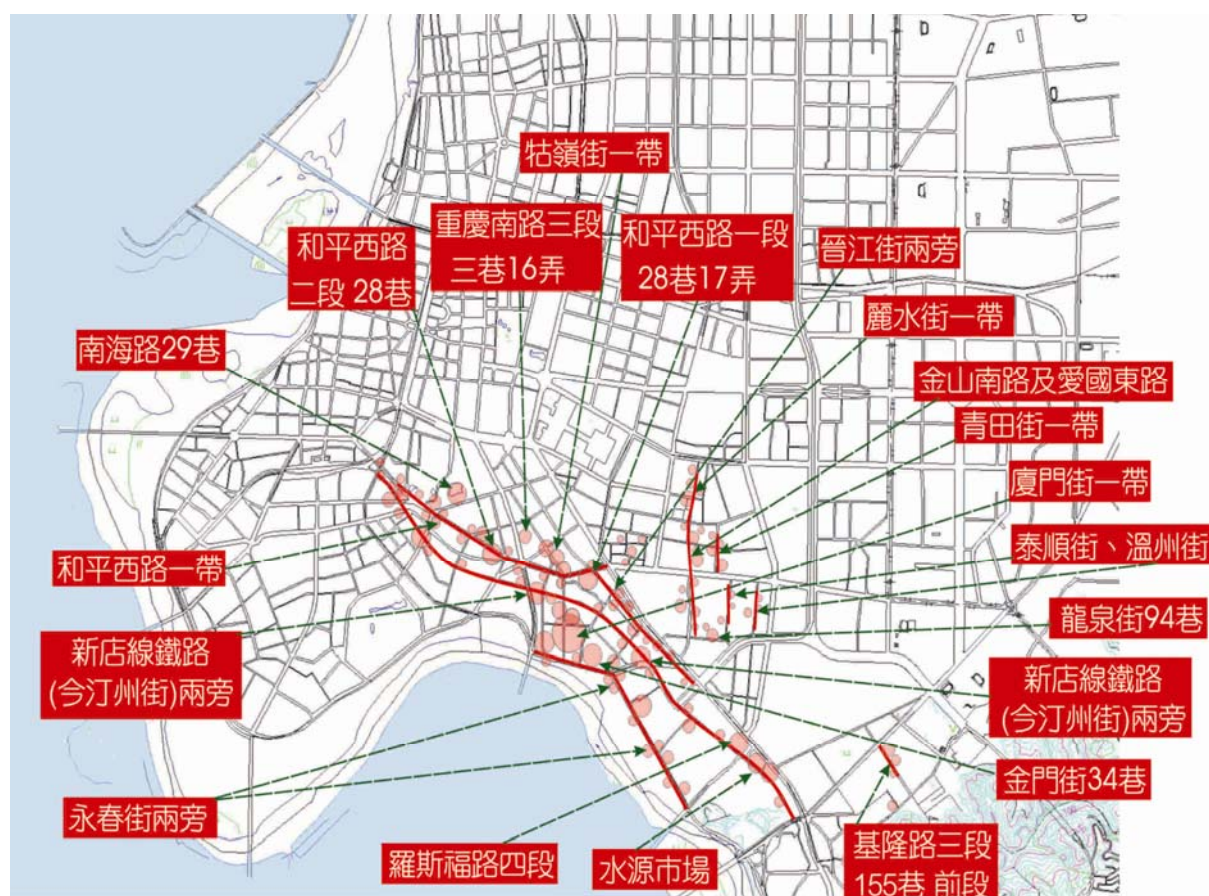 牯嶺街一帶
和平西路
二段 28巷
重慶南路三段
三巷16弄
和平西路一段
28巷17弄
晉江街兩旁
麗水街一帶
南海路29巷
金山南路及愛國東路
青田街一帶
廈門街一帶
泰順街、溫州街
和平西路一帶
龍泉街94巷
新店線鐵路
(今汀州街)兩旁
新店線鐵路
(今汀州街)兩旁
金門街34巷
永春街兩旁
羅斯福路四段
水源市場
基隆路三段
155巷 前段